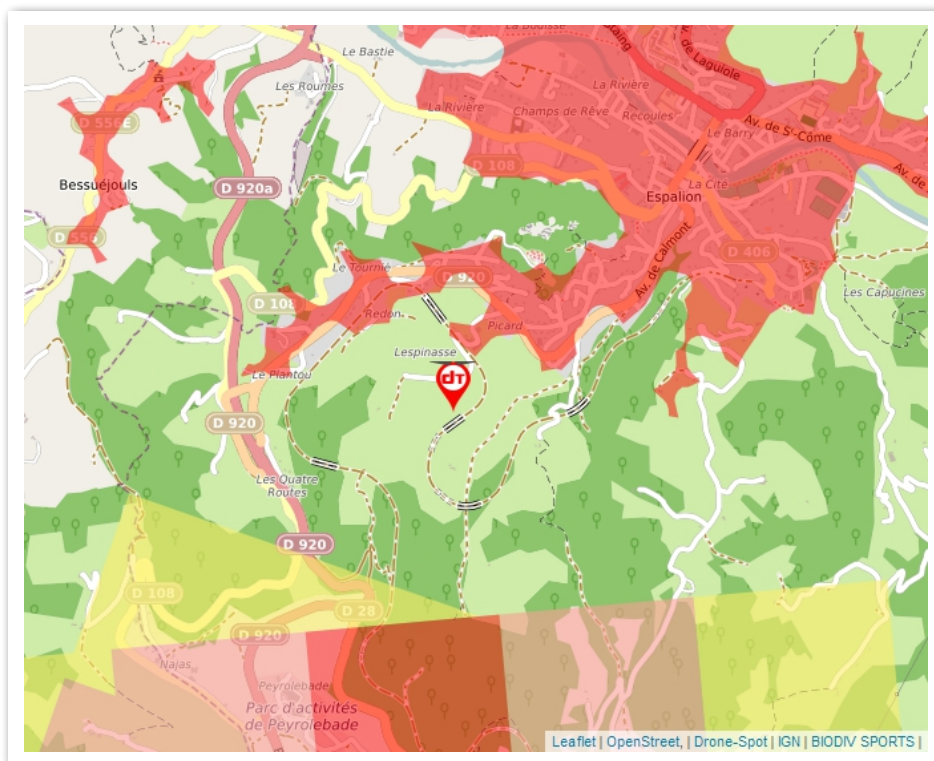 La Bouïsse
Le Bastie
Les Roumes
La Rivière
de Laguiole
D 556E
La Rivière
Champs de Rêve
Recoules
Av. de St-Côme
Le Barry
D 108
Av. de
Bessuéjouls
D 920a
La Cité
Espalion
D 556
Av. de Calmont
D 406
Le Tournié
D 920
D 108
Les Capucines
Redon
Picard
Lespinasse
Le Plantou
dT
D 920
Les Quatre
Routes
D 920
D 108
D 28
D 920
Najas
Peyrolebade
Parc d'activités
de Peyrolebade
Leaflet | OpenStreet, | Drone-Spot | IGN | BIODIV SPORTS |